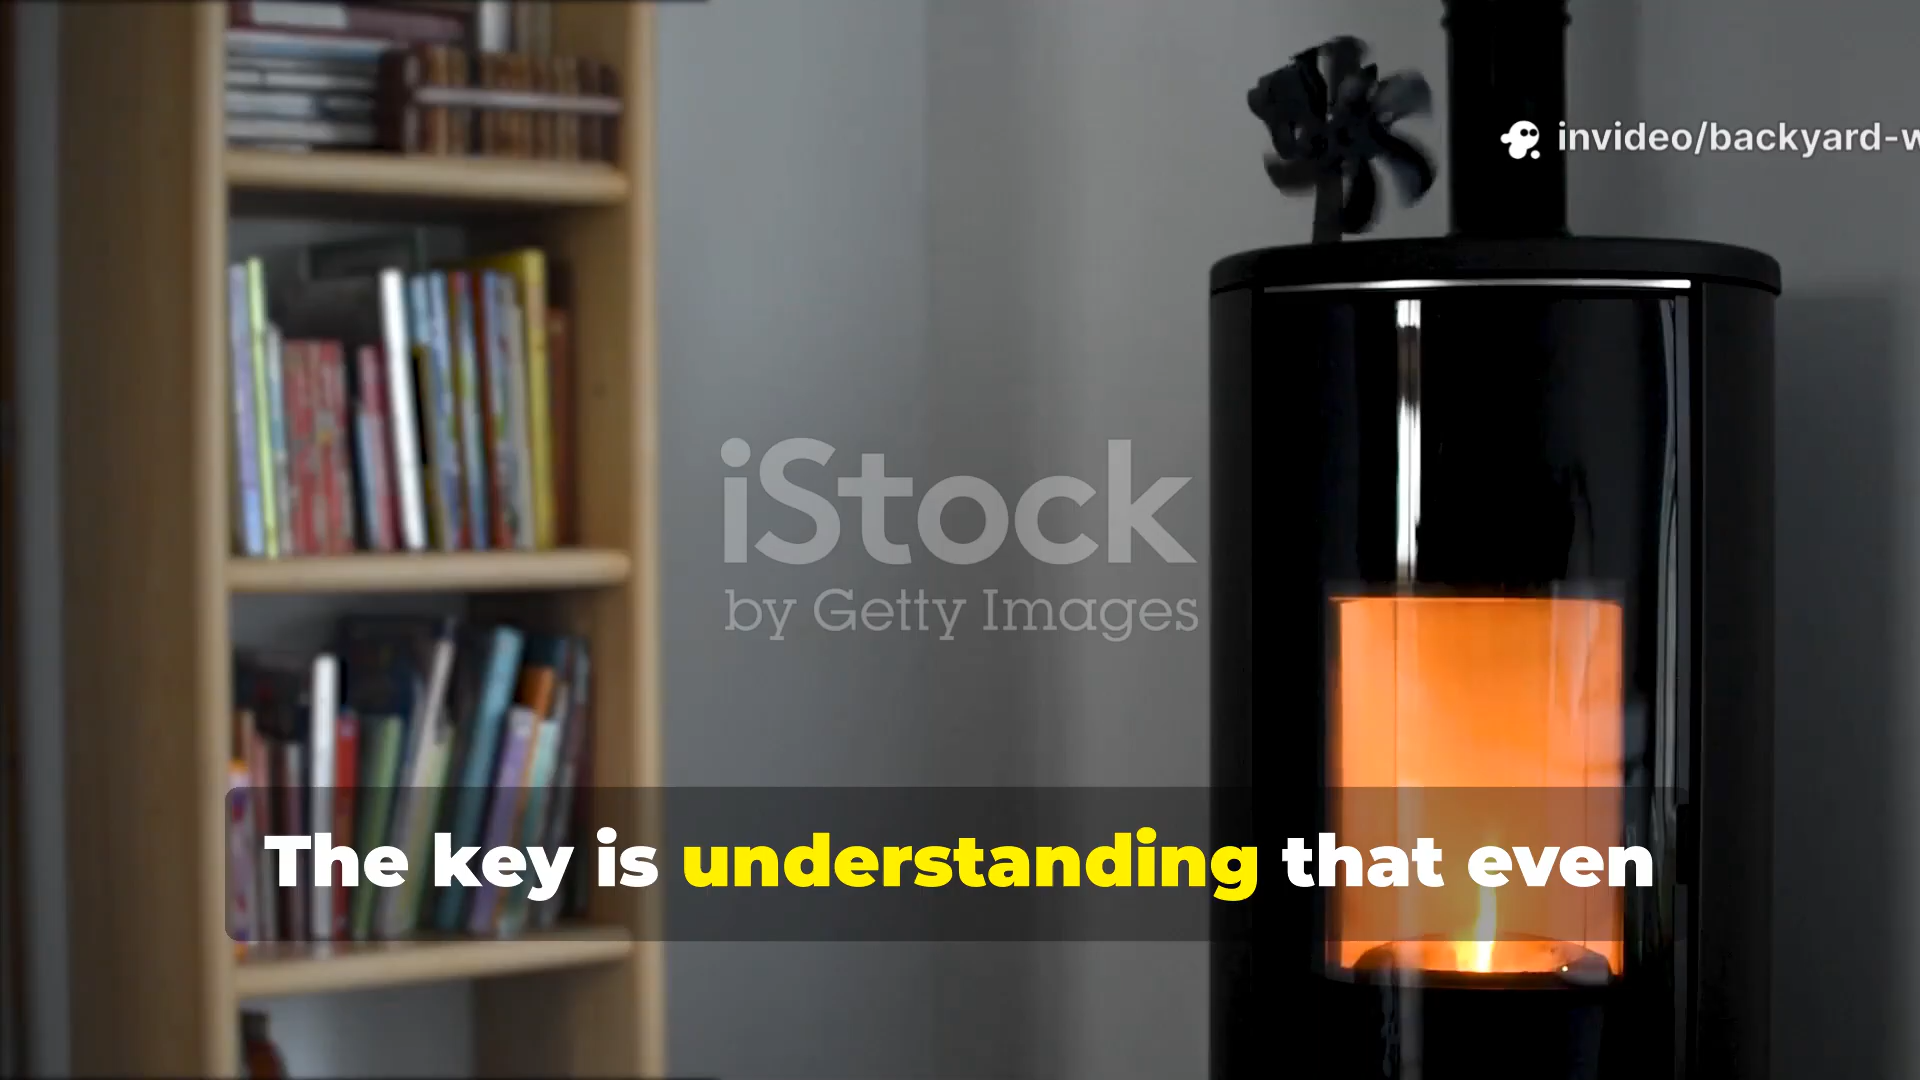 invideo/backyard-w
iStock
by Getty Images
The key is understanding that even